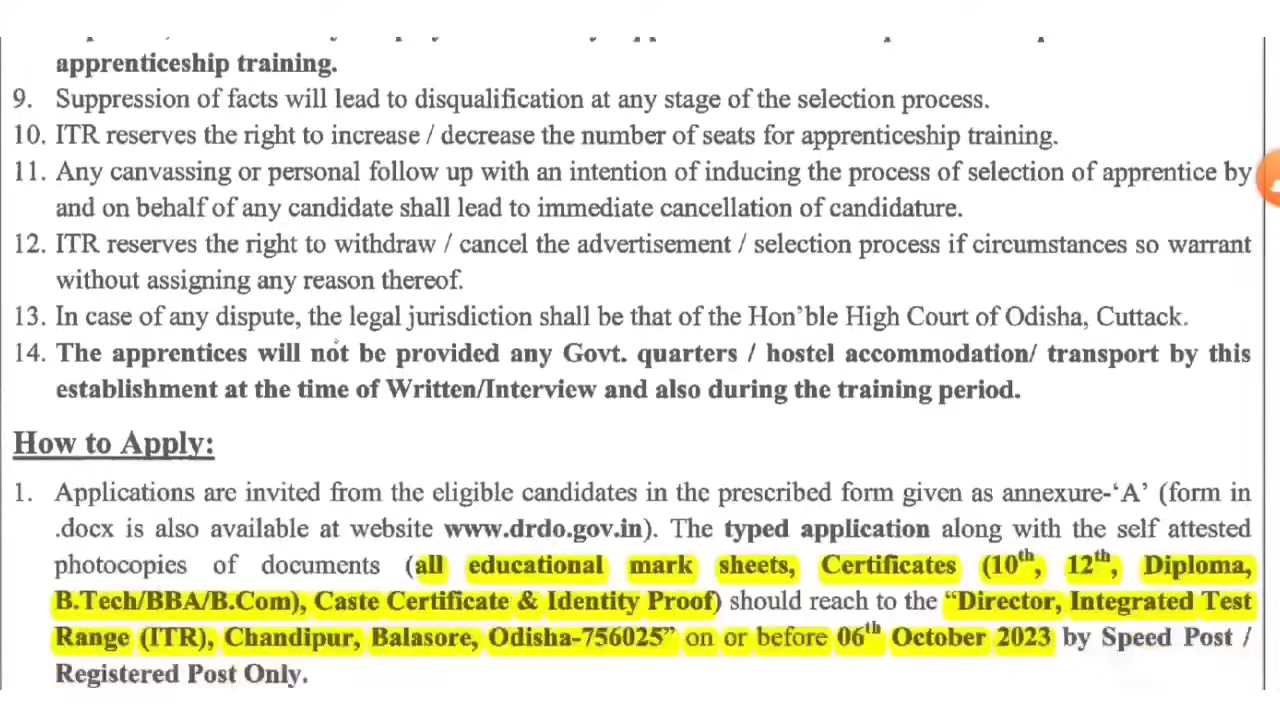 apprenticeship training.
9. Suppression of facts will lead to disqualification at any stage of the selection process.
10. ITR reserves the right to increase / decrease the number of seats for apprenticeship training.
11. Any canvassing or personal follow up with an intention of inducing the process of selection of apprentice by
and on behalf of any candidate shall lead to immediate cancellation of candidature.
12. ITR reserves the right to withdraw / cancel the advertisement / selection process if circumstances so warrant
without assigning any reason thereof.
13. In case of any dispute, the legal jurisdiction shall be that of the Hon'ble High Court of Odisha, Cuttack.
14. The apprentices will not be provided any Govt. quarters / hostel accommodation/ transport by this
establishment at the time of Written/Interview and also during the training period.
How to Apply:
1. Applications are invited from the eligible candidates in the prescribed form given as annexure-'A' (form in
.docx is also available at website www.drdo.gov.in). The typed application along with the self attested
photocopies of documents (all educational mark sheets, Certificates (10th, 12th, Diploma,
B.Tech/BBA/B.Com), Caste Certificate & Identity Proof) should reach to the "Director, Integrated Test
Range (ITR), Chandipur, Balasore, Odisha-756025" on or before 06th October 2023 by Speed Post /
Registered Post Only.